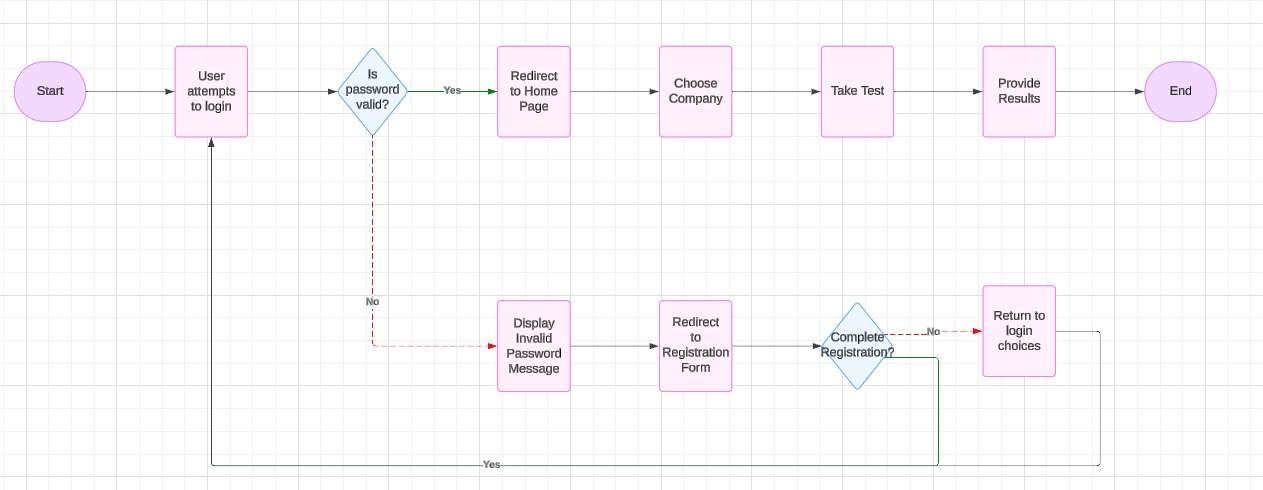 Start
User
attempts
to login
Is
password
valid?
Yes
Redirect
to Home
Page
Choose
Company
Take Test
Provide
Results
End
No
Display
Invalid
Password
Message
Redirect
to
Registration
Form
Complete
Registration?
No
Return to
login
choices
Yes